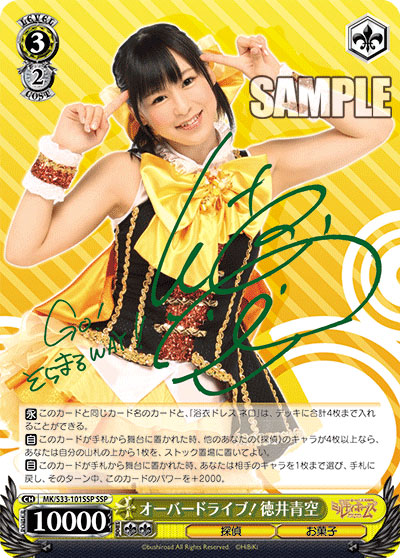 LEVEL
3
2
COST
SAMPLE
Go!
そらまるWAY!!
永 このカードと同じカード名のカードと、「浴衣ドレス ネロ」は、デッキに合計4枚まで入れ
ることができる。
自 このカードが手札から舞台に置かれた時、他のあなたの《探偵》のキャラが4枚以上なら、
あなたは自分の山札の上から1枚を、ストック置場に置いてよい。
自 このカードが手札から舞台に置かれた時、あなたは相手のキャラを1枚まで選び、手札に
戻し、そのターン中、このカードのパワーを+2000。
©bushiroad All Rights Reserved. ©HiBiKi
CH MK/S33-101SSP SSP
10000
オーバードライブ! 徳井青空
ミルキィホームズ
探偵
お菓子